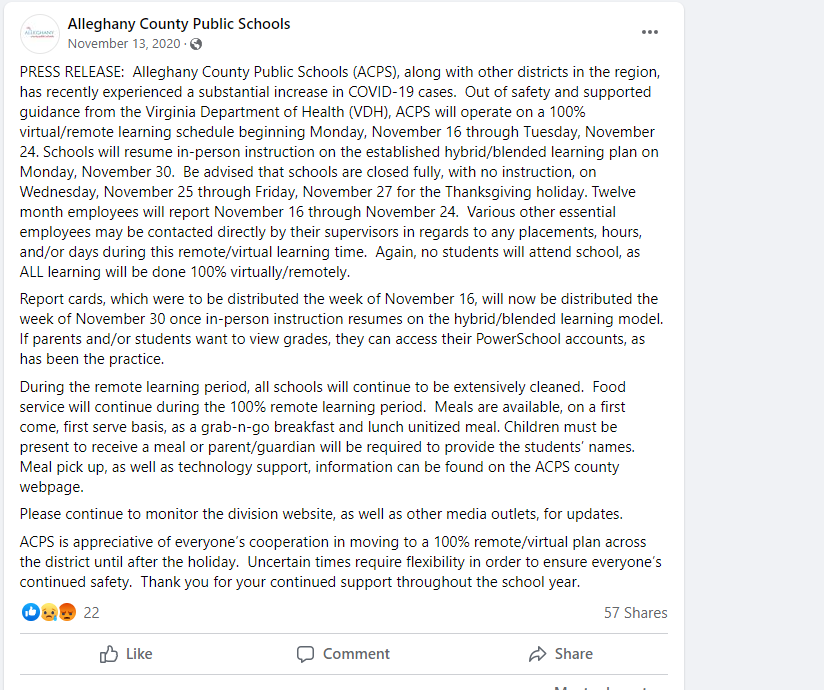 Alleghany County Public Schools
November 13, 2020 ·
PRESS RELEASE:  Alleghany County Public Schools (ACPS), along with other districts in the region,
has recently experienced a substantial increase in COVID-19 cases.  Out of safety and supported
guidance from the Virginia Department of Health (VDH), ACPS will operate on a 100%
virtual/remote learning schedule beginning Monday, November 16 through Tuesday, November
24. Schools will resume in-person instruction on the established hybrid/blended learning plan on
Monday, November 30.  Be advised that schools are closed fully, with no instruction, on
Wednesday, November 25 through Friday, November 27 for the Thanksgiving holiday. Twelve
month employees will report November 16 through November 24.  Various other essential
employees may be contacted directly by their supervisors in regards to any placements, hours,
and/or days during this remote/virtual learning time.  Again, no students will attend school, as
ALL learning will be done 100% virtually/remotely.
Report cards, which were to be distributed the week of November 16, will now be distributed the
week of November 30 once in-person instruction resumes on the hybrid/blended learning model.
If parents and/or students want to view grades, they can access their PowerSchool accounts, as
has been the practice.
During the remote learning period, all schools will continue to be extensively cleaned.  Food
service will continue during the 100% remote learning period.  Meals are available, on a first
come, first serve basis, as a grab-n-go breakfast and lunch unitized meal. Children must be
present to receive a meal or parent/guardian will be required to provide the students' names.
Meal pick up, as well as technology support, information can be found on the ACPS county
webpage.
Please continue to monitor the division website, as well as other media outlets, for updates.
ACPS is appreciative of everyone's cooperation in moving to a 100% remote/virtual plan across
the district until after the holiday.  Uncertain times require flexibility in order to ensure everyone's
continued safety.  Thank you for your continued support throughout the school year.
22
57 Shares
Like
Comment
Share